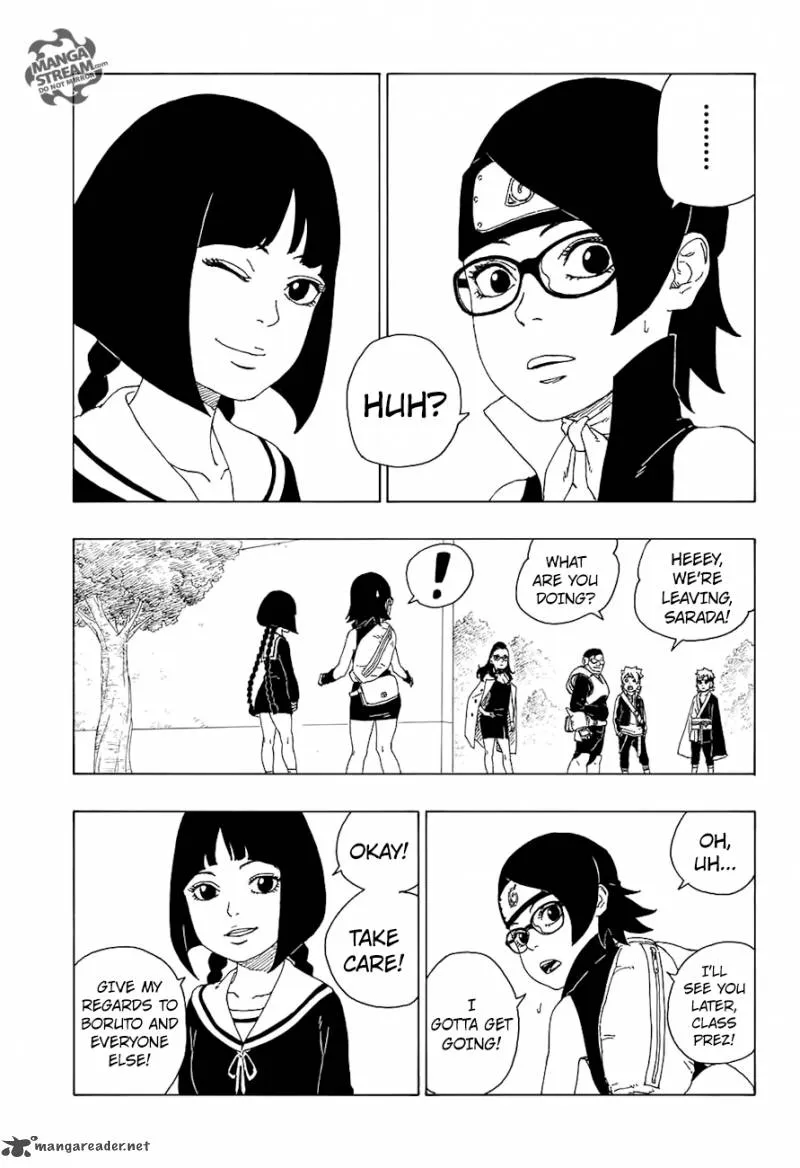 MANGA
STREAM.com
DO NOT MIRROR
........
HUH?
HEEEY,
WE'RE
LEAVING,
SARADA!
WHAT
ARE YOU
DOING?
!
OH,
UH...
I'LL
SEE YOU
LATER,
CLASS
PREZ!
I
GOTTA GET
GOING!
OKAY!
TAKE
CARE!
GIVE MY
REGARDS TO
BORUTO AND
EVERYONE
ELSE!
mangareader.net